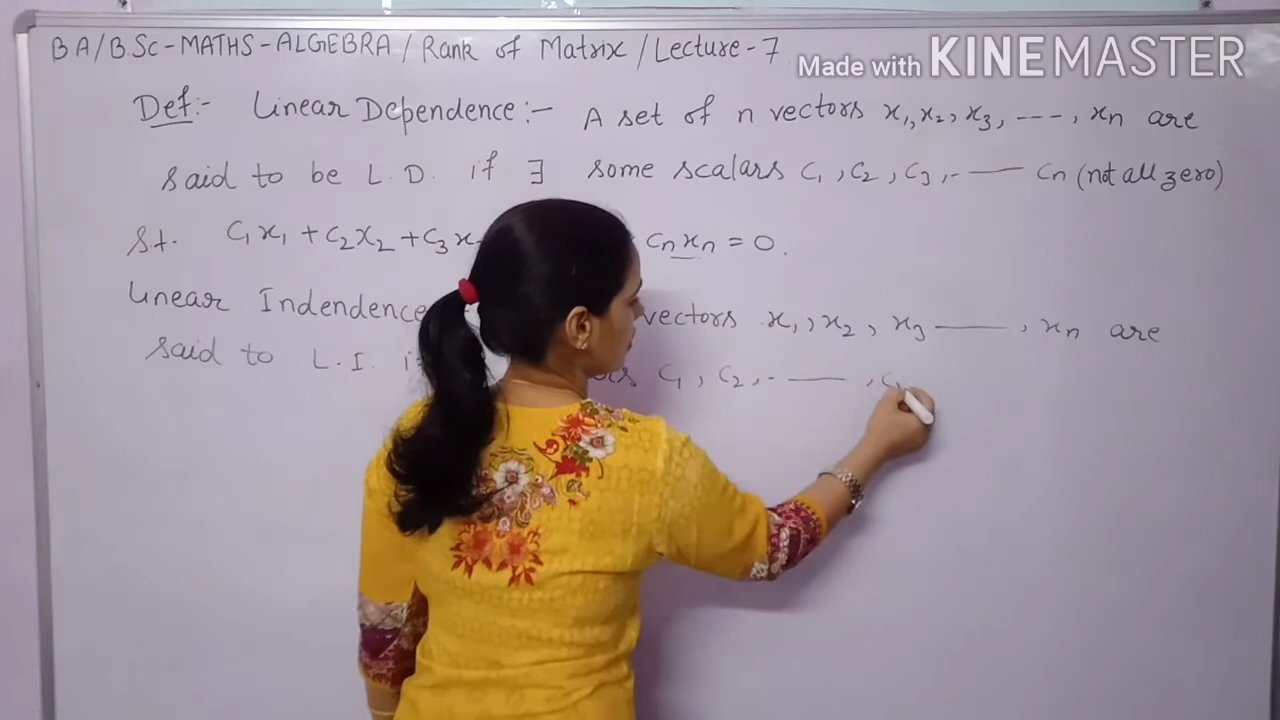 BA/BSc-MATHS-ALGEBRA/Rank of Matrix/Lecture-7
Made with KINEMASTER
Def:- Linear Dependence:- A set of n vectors x₁, x₂, x₃, ---, xₙ are
said to be L.D. if ∃ some scalars C₁, C₂, C₃, -— Cₙ (not all zero)
S.t. C₁x₁ + C₂x₂ + C₃x Cₙxₙ = 0.
Linear Indendence vectors x₁, x₂, x₃ ——, xₙ are
said to L.I. C₁, C₂, -——, C